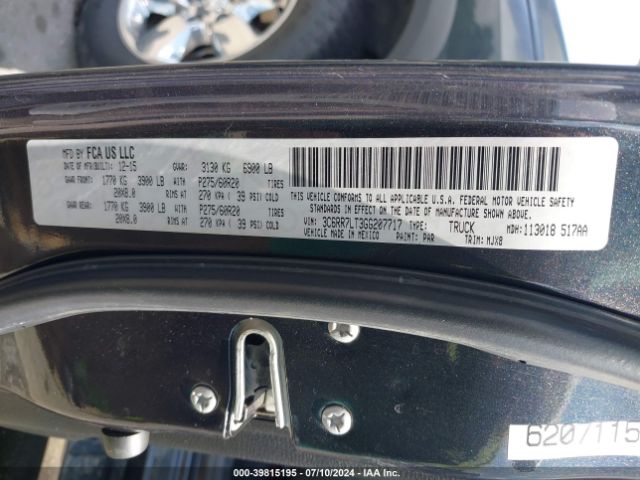 MFD BY FCA US LLC
DATE OF MFR/BUILT: 12-15 GVWR: 3130 KG 6900 LB
GAWR FRONT: 1770 KG 3900 LB WITH P275/60R20 TIRES
20X8.0 RIMS AT 270 KPA ( 39 PSI) COLD
GAWR REAR: 1770 KG 3900 LB WITH P275/60R20 TIRES
20X8.0 RIMS AT 270 KPA ( 39 PSI) COLD
THIS VEHICLE CONFORMS TO ALL APPLICABLE U.S.A. FEDERAL MOTOR VEHICLE SAFETY
STANDARDS IN EFFECT ON THE DATE OF MANUFACTURE SHOWN ABOVE.
VIN: 3C6RR7LT3GG207717 TYPE: TRUCK MDH: 113018 517AA
VEHICLE MADE IN MEXICO PAINT: PAR TRIM: MJX8
6207115
000-39815195 - 07/10/2024 - IAA Inc.